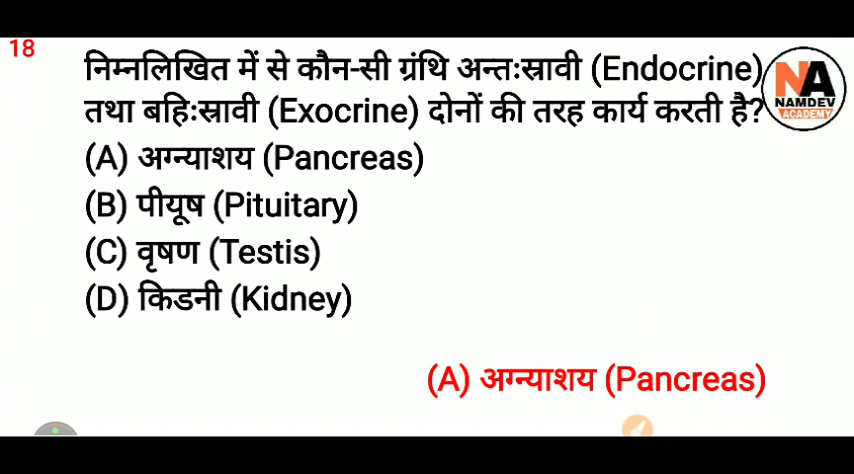 18
निम्नलिखित में से कौन-सी ग्रंथि अन्तःस्रावी (Endocrine)
तथा बहिःस्रावी (Exocrine) दोनों की तरह कार्य करती है?
NA
NAMDEV
ACADEMY
(A) अग्न्याशय (Pancreas)
(B) पीयूष (Pituitary)
(C) वृषण (Testis)
(D) किडनी (Kidney)
(A) अग्न्याशय (Pancreas)